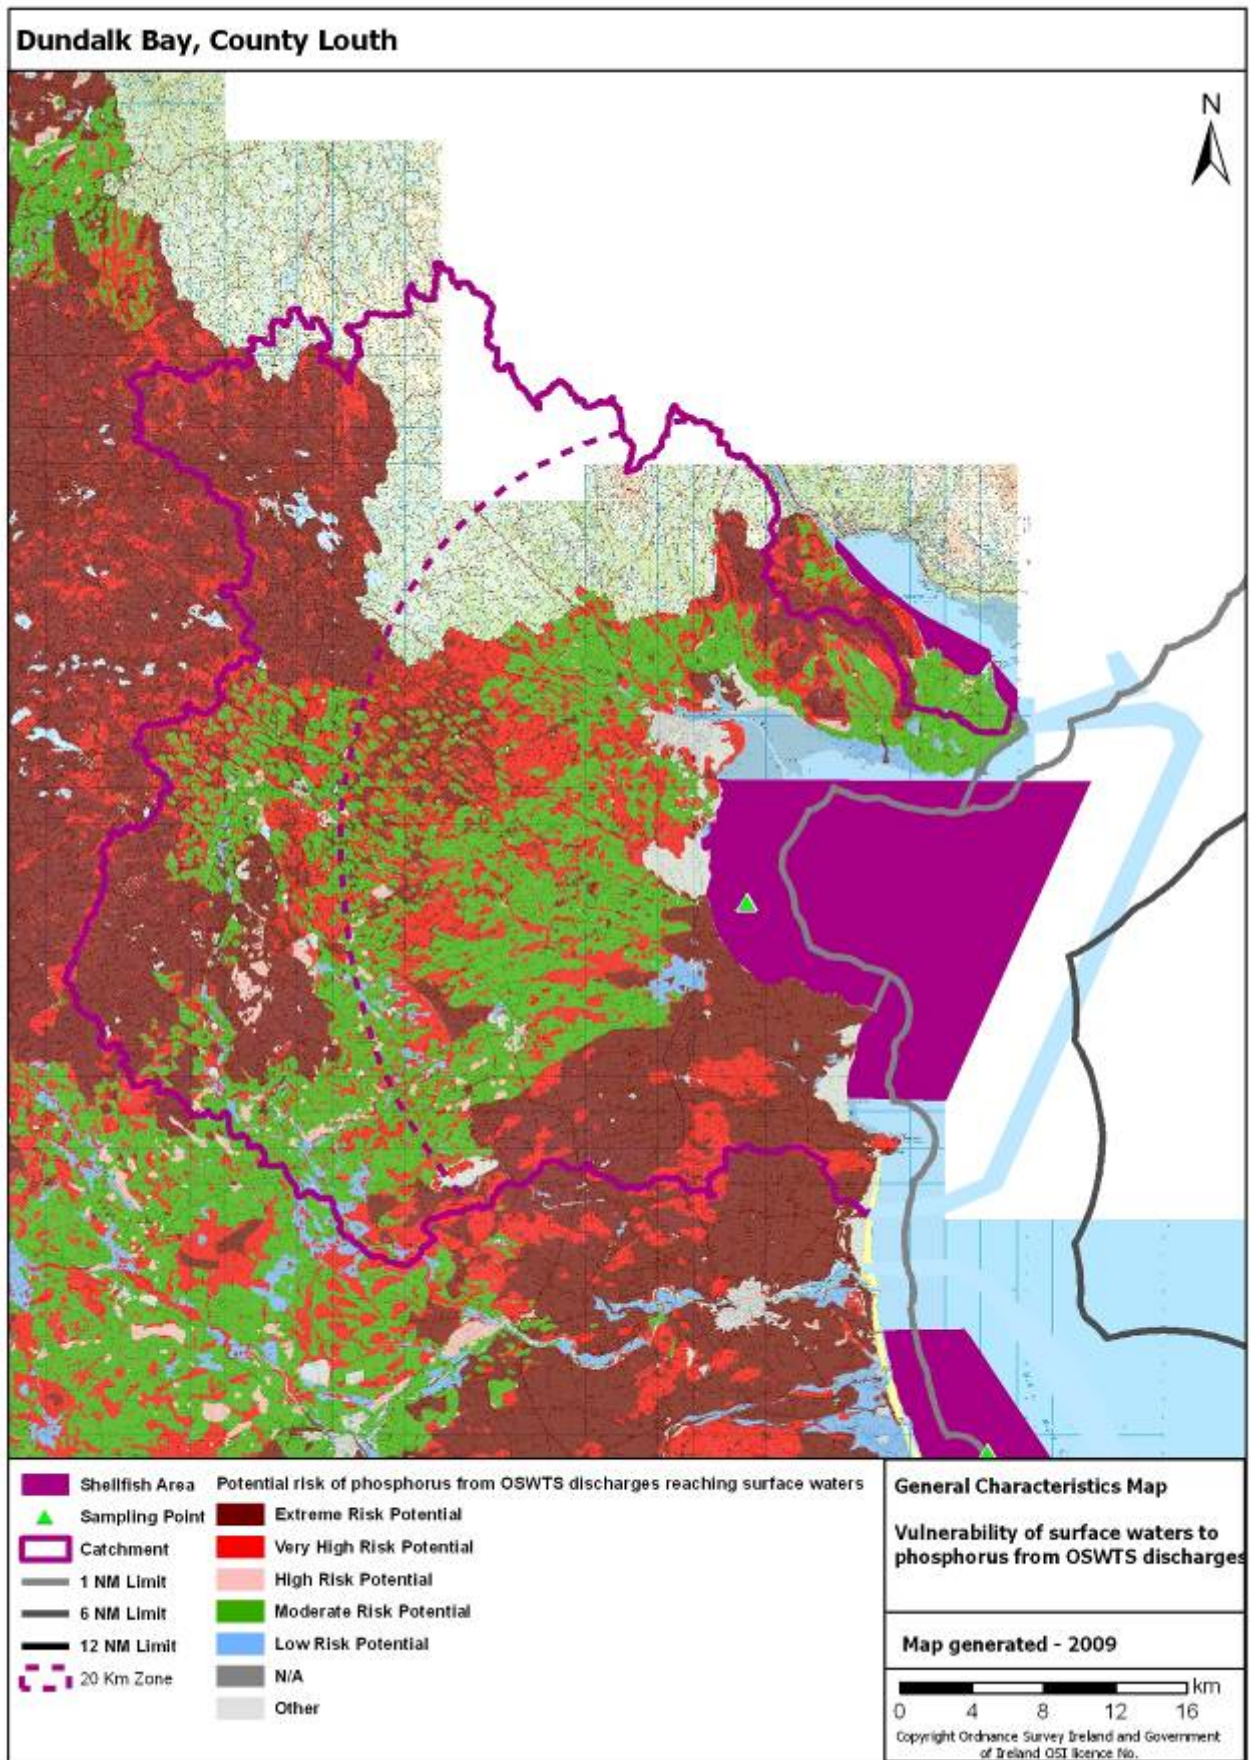 Dundalk Bay, County Louth
N
Shellfish Area
Sampling Point
Catchment
1 NM Limit
6 NM Limit
12 NM Limit
20 Km Zone
Potential risk of phosphorus from OSWTS discharges reaching surface waters
Extreme Risk Potential
Very High Risk Potential
High Risk Potential
Moderate Risk Potential
Low Risk Potential
N/A
Other
General Characteristics Map
Vulnerability of surface waters to
phosphorus from OSWTS discharges
Map generated - 2009
km
0 4 8 12 16
Copyright Ordnance Survey Ireland and Government
of Ireland OSI licence No.